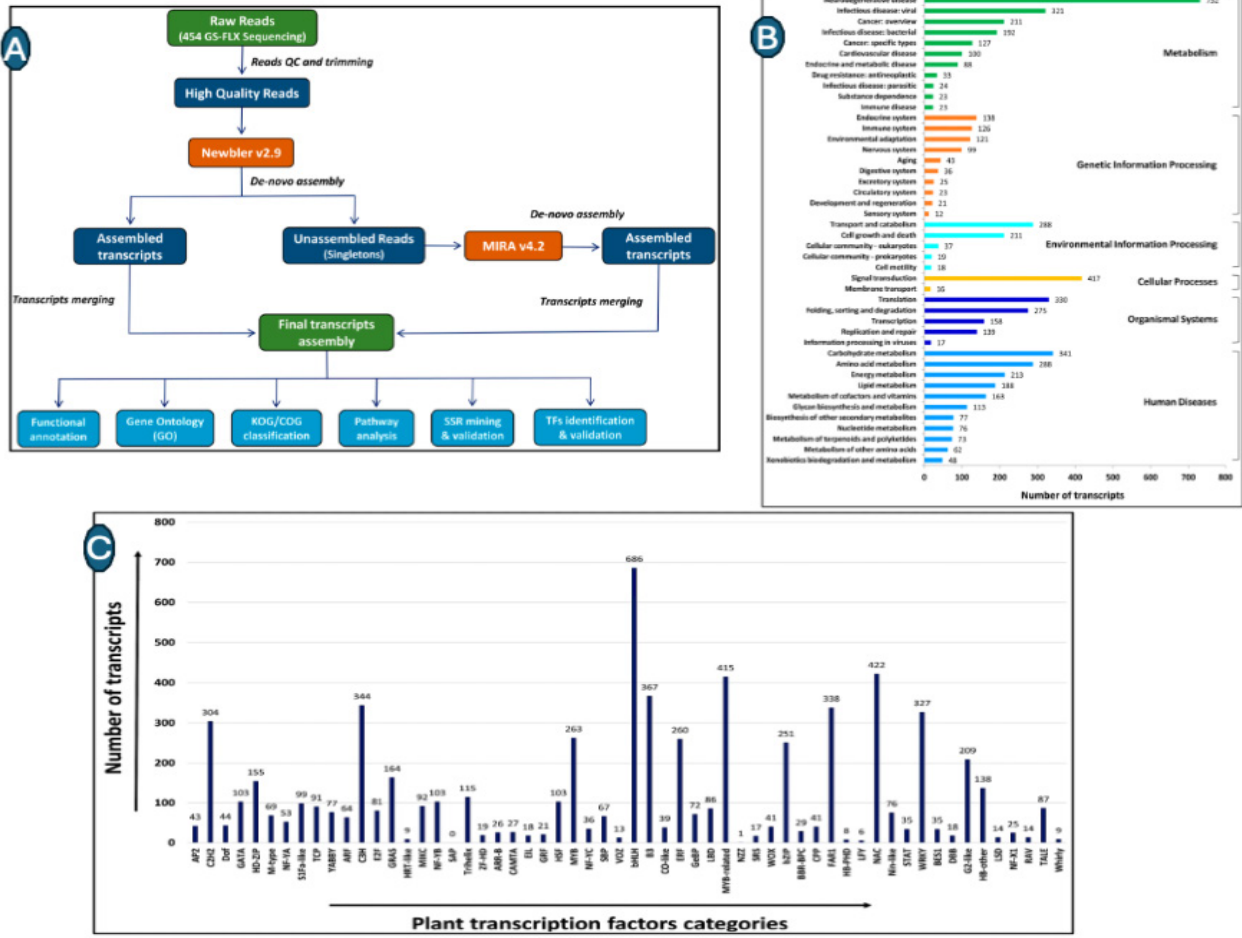 A
Raw Reads
(454 GS-FLX Sequencing)
Reads QC and trimming
High Quality Reads
Newbler v2.9
De-novo assembly
Assembled
transcripts
Unassembled Reads
(Singletons)
MIRA v4.2
De-novo assembly
Assembled
transcripts
Transcripts merging
Transcripts merging
Final transcripts
assembly
Functional
annotation
Gene Ontology
(GO)
KOG/COG
classification
Pathway
analysis
SSR mining
& validation
TFs identification
& validation
B
Neurodegenerative disease 752
Infectious disease: viral 321
Cancer: overview 211
Infectious disease: bacterial 192
Cancer: specific types 127
Cardiovascular disease 100
Endocrine and metabolic disease 88
Drug resistance: antineoplastic 33
Infectious disease: parasitic 24
Substance dependence 23
Immune disease 23
Metabolism
Endocrine system 138
Immune system 126
Environmental adaptation 121
Nervous system 99
Aging 43
Digestive system 36
Excretory system 25
Circulatory system 23
Development and regeneration 21
Sensory system 12
Genetic Information Processing
Transport and catabolism 288
Cell growth and death 211
Cellular community - eukaryotes 37
Cellular community - prokaryotes 19
Cell motility 18
Environmental Information Processing
Signal transduction 417
Membrane transport 16
Cellular Processes
Translation 330
Folding, sorting and degradation 275
Transcription 158
Replication and repair 139
Information processing in viruses 17
Organismal Systems
Carbohydrate metabolism 341
Amino acid metabolism 288
Energy metabolism 213
Lipid metabolism 188
Metabolism of cofactors and vitamins 163
Glycan biosynthesis and metabolism 113
Biosynthesis of other secondary metabolites 77
Nucleotide metabolism 76
Metabolism of terpenoids and polyketides 73
Metabolism of other amino acids 62
Xenobiotics biodegradation and metabolism 48
Human Diseases
0 100 200 300 400 500 600 700 800
Number of transcripts
C
Number of transcripts
800
700
600
500
400
300
200
100
0
43 304 44 103 155 69 53 99 91 77 64 344 81 164 9 92 103 0 115 19 26 27 18 21 103 263 36 67 13 686 367 39 260 72 86 415 1 17 41 251 29 41 338 8 6 422 76 35 327 35 18 209 138 14 25 14 87 9
AP2 C2H2 Dof GATA HD-ZIP M-type NF-YA S1Fa-like TCP YABBY ARF C3H E2F GRAS HRT-like MIKC NF-YB SAP Trihelix ZF-HD ARR-B CAMTA EIL GRF HSF MYB NF-YC SBP VOZ bHLH B3 CO-like ERF GeBP LBD MYB-related NZZ SRS WOX bZIP BBR-BPC CPP FAR1 HB-PHD LFY NAC Nin-like STAT WRKY BES1 DBB G2-like HB-other LSD NF-X1 RAV TALE Whirly
Plant transcription factors categories